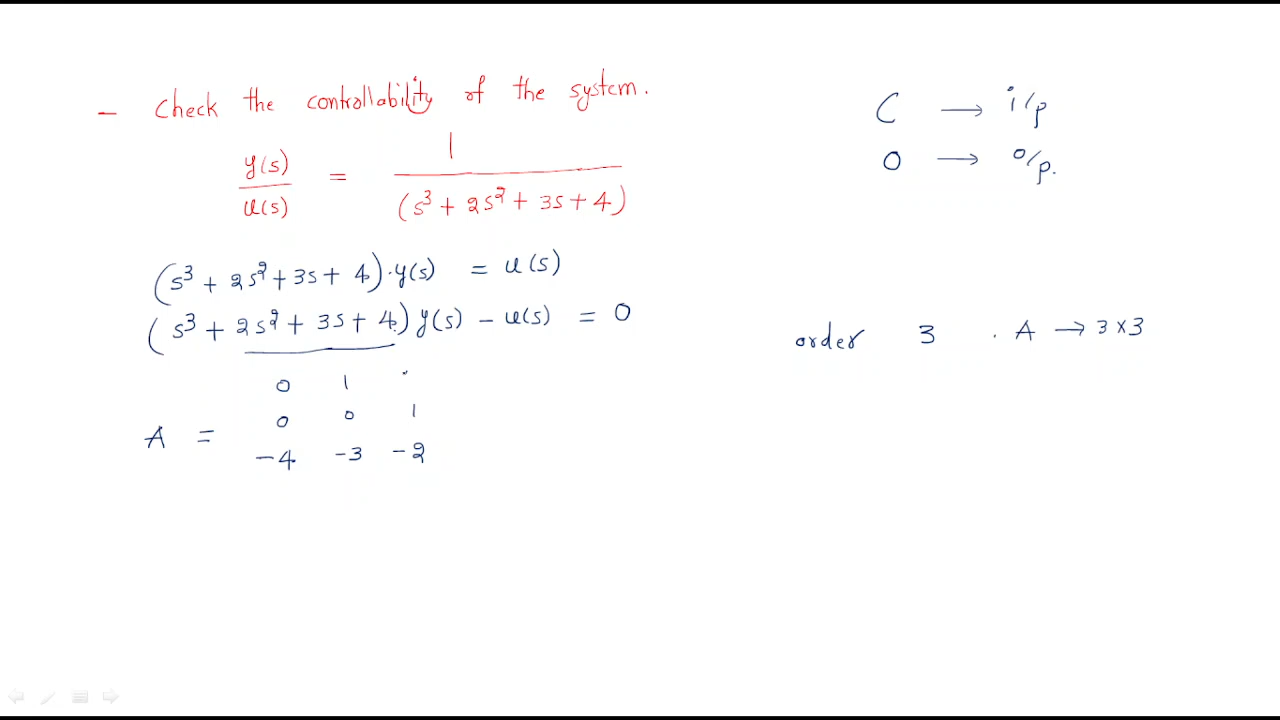 - Check the controllability of the system.
y(s)/u(s) = 1/(s³ + 2s² + 3s + 4)
C → i/p
O → o/p.
(s³ + 2s² + 3s + 4)·y(s) = u(s)
(s³ + 2s² + 3s + 4) y(s) - u(s) = 0
order 3 . A → 3×3
0 1
0 0 1
A =
-4 -3 -2